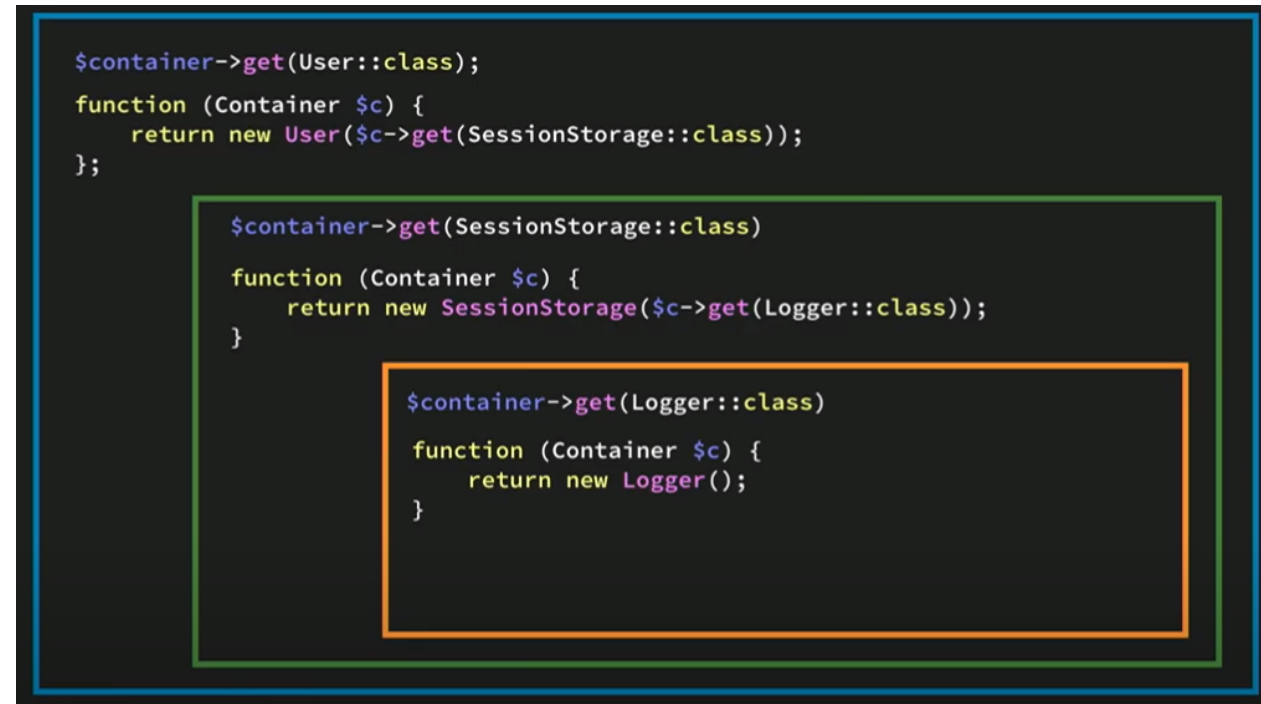 $container->get(User::class);
function (Container $c) {
    return new User($c->get(SessionStorage::class));
};
$container->get(SessionStorage::class)
function (Container $c) {
    return new SessionStorage($c->get(Logger::class));
}
$container->get(Logger::class)
function (Container $c) {
    return new Logger();
}